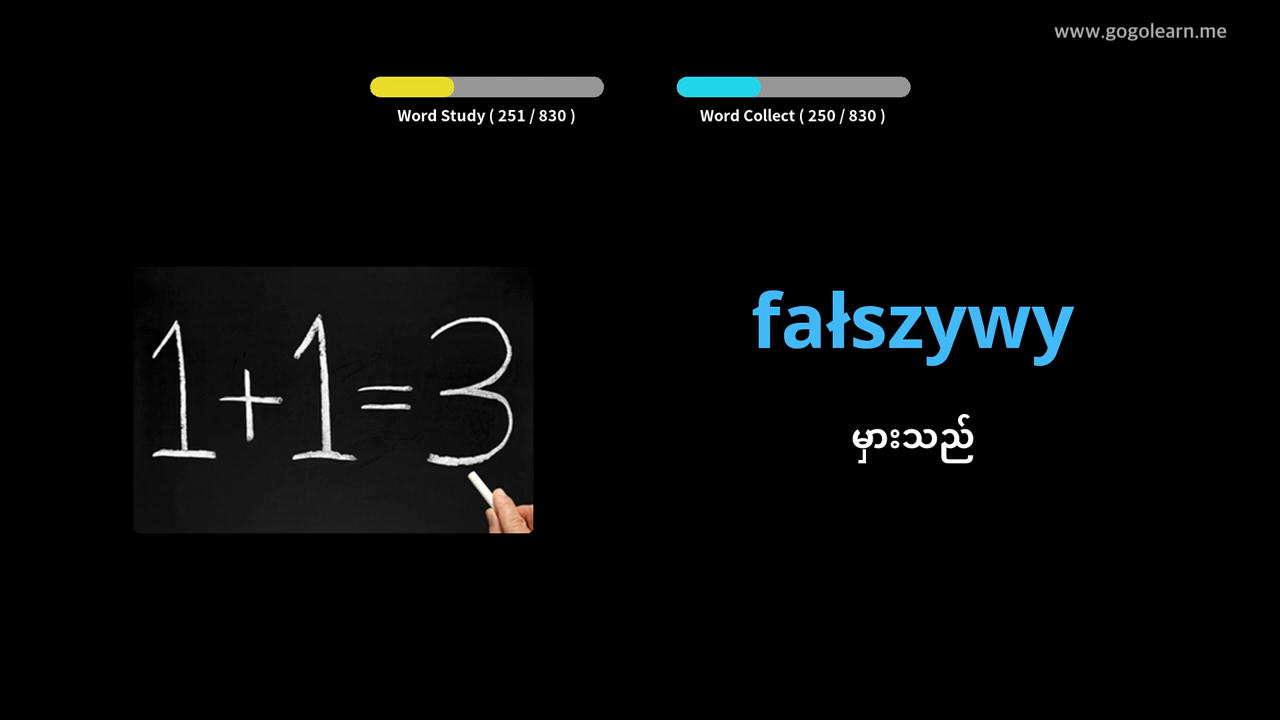 www.gogolearn.me
Word Study ( 251 / 830 )
Word Collect ( 250 / 830 )
1+1=3
fałszywy
မှားသည်